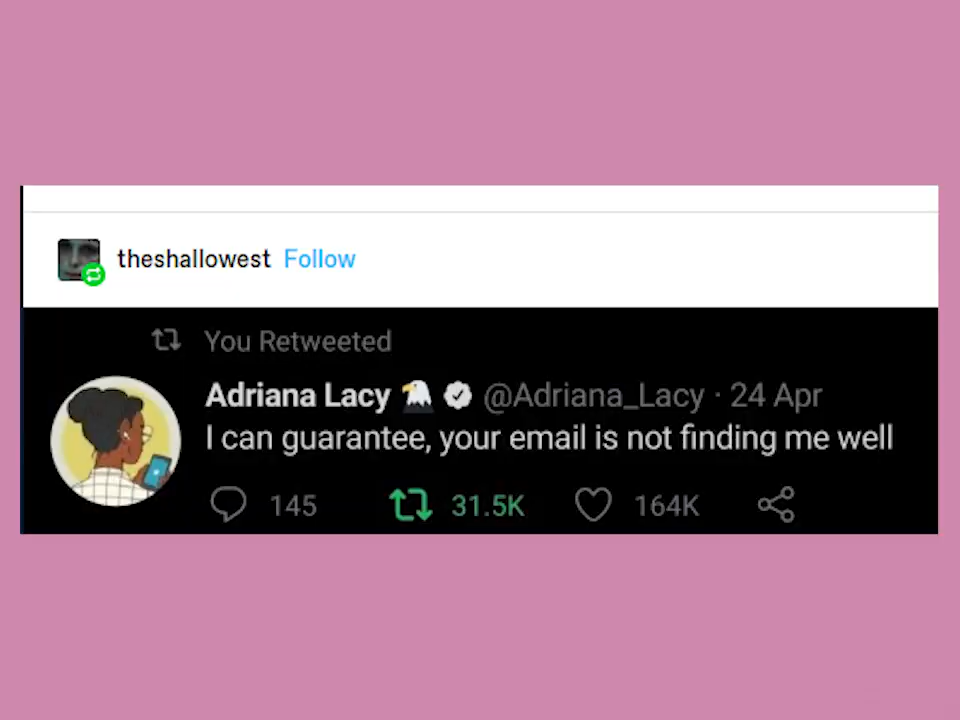 theshallowest Follow
You Retweeted
Adriana Lacy @Adriana_Lacy · 24 Apr
I can guarantee, your email is not finding me well
145 31.5K 164K